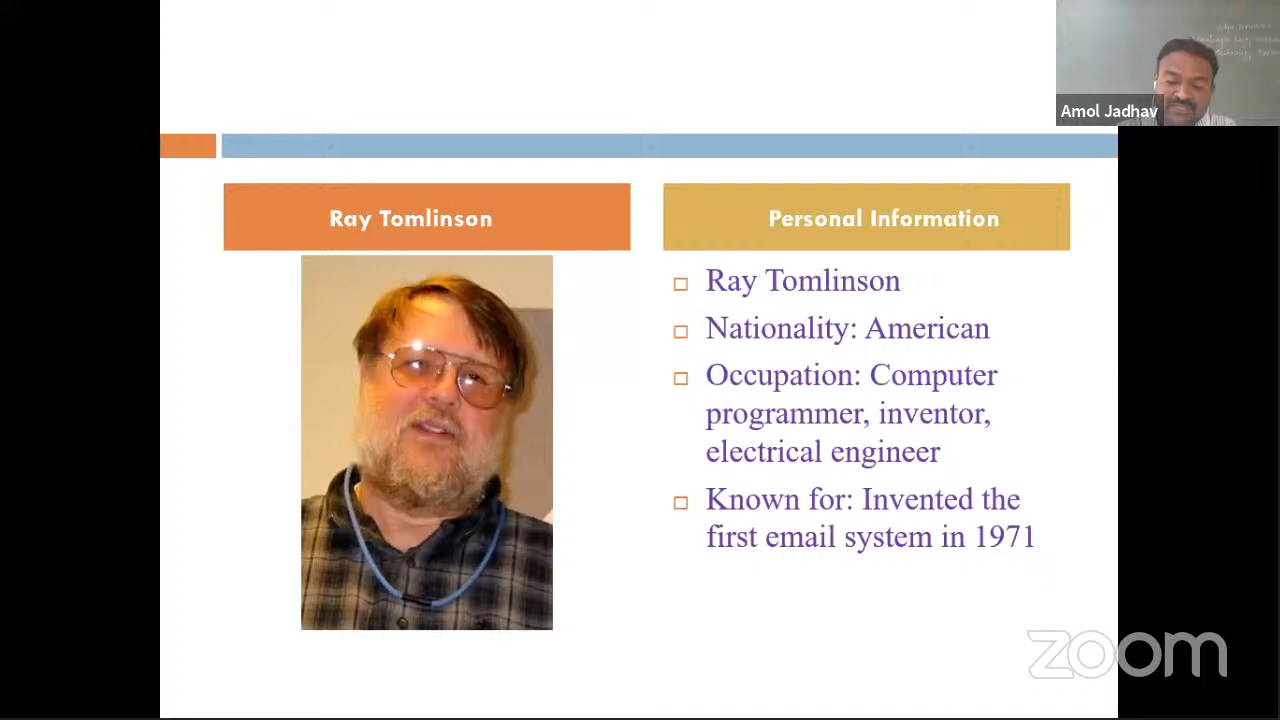 Amol Jadhav
Ray Tomlinson
Personal Information
Ray Tomlinson
Nationality: American
Occupation: Computer
programmer, inventor,
electrical engineer
Known for: Invented the
first email system in 1971
zoom